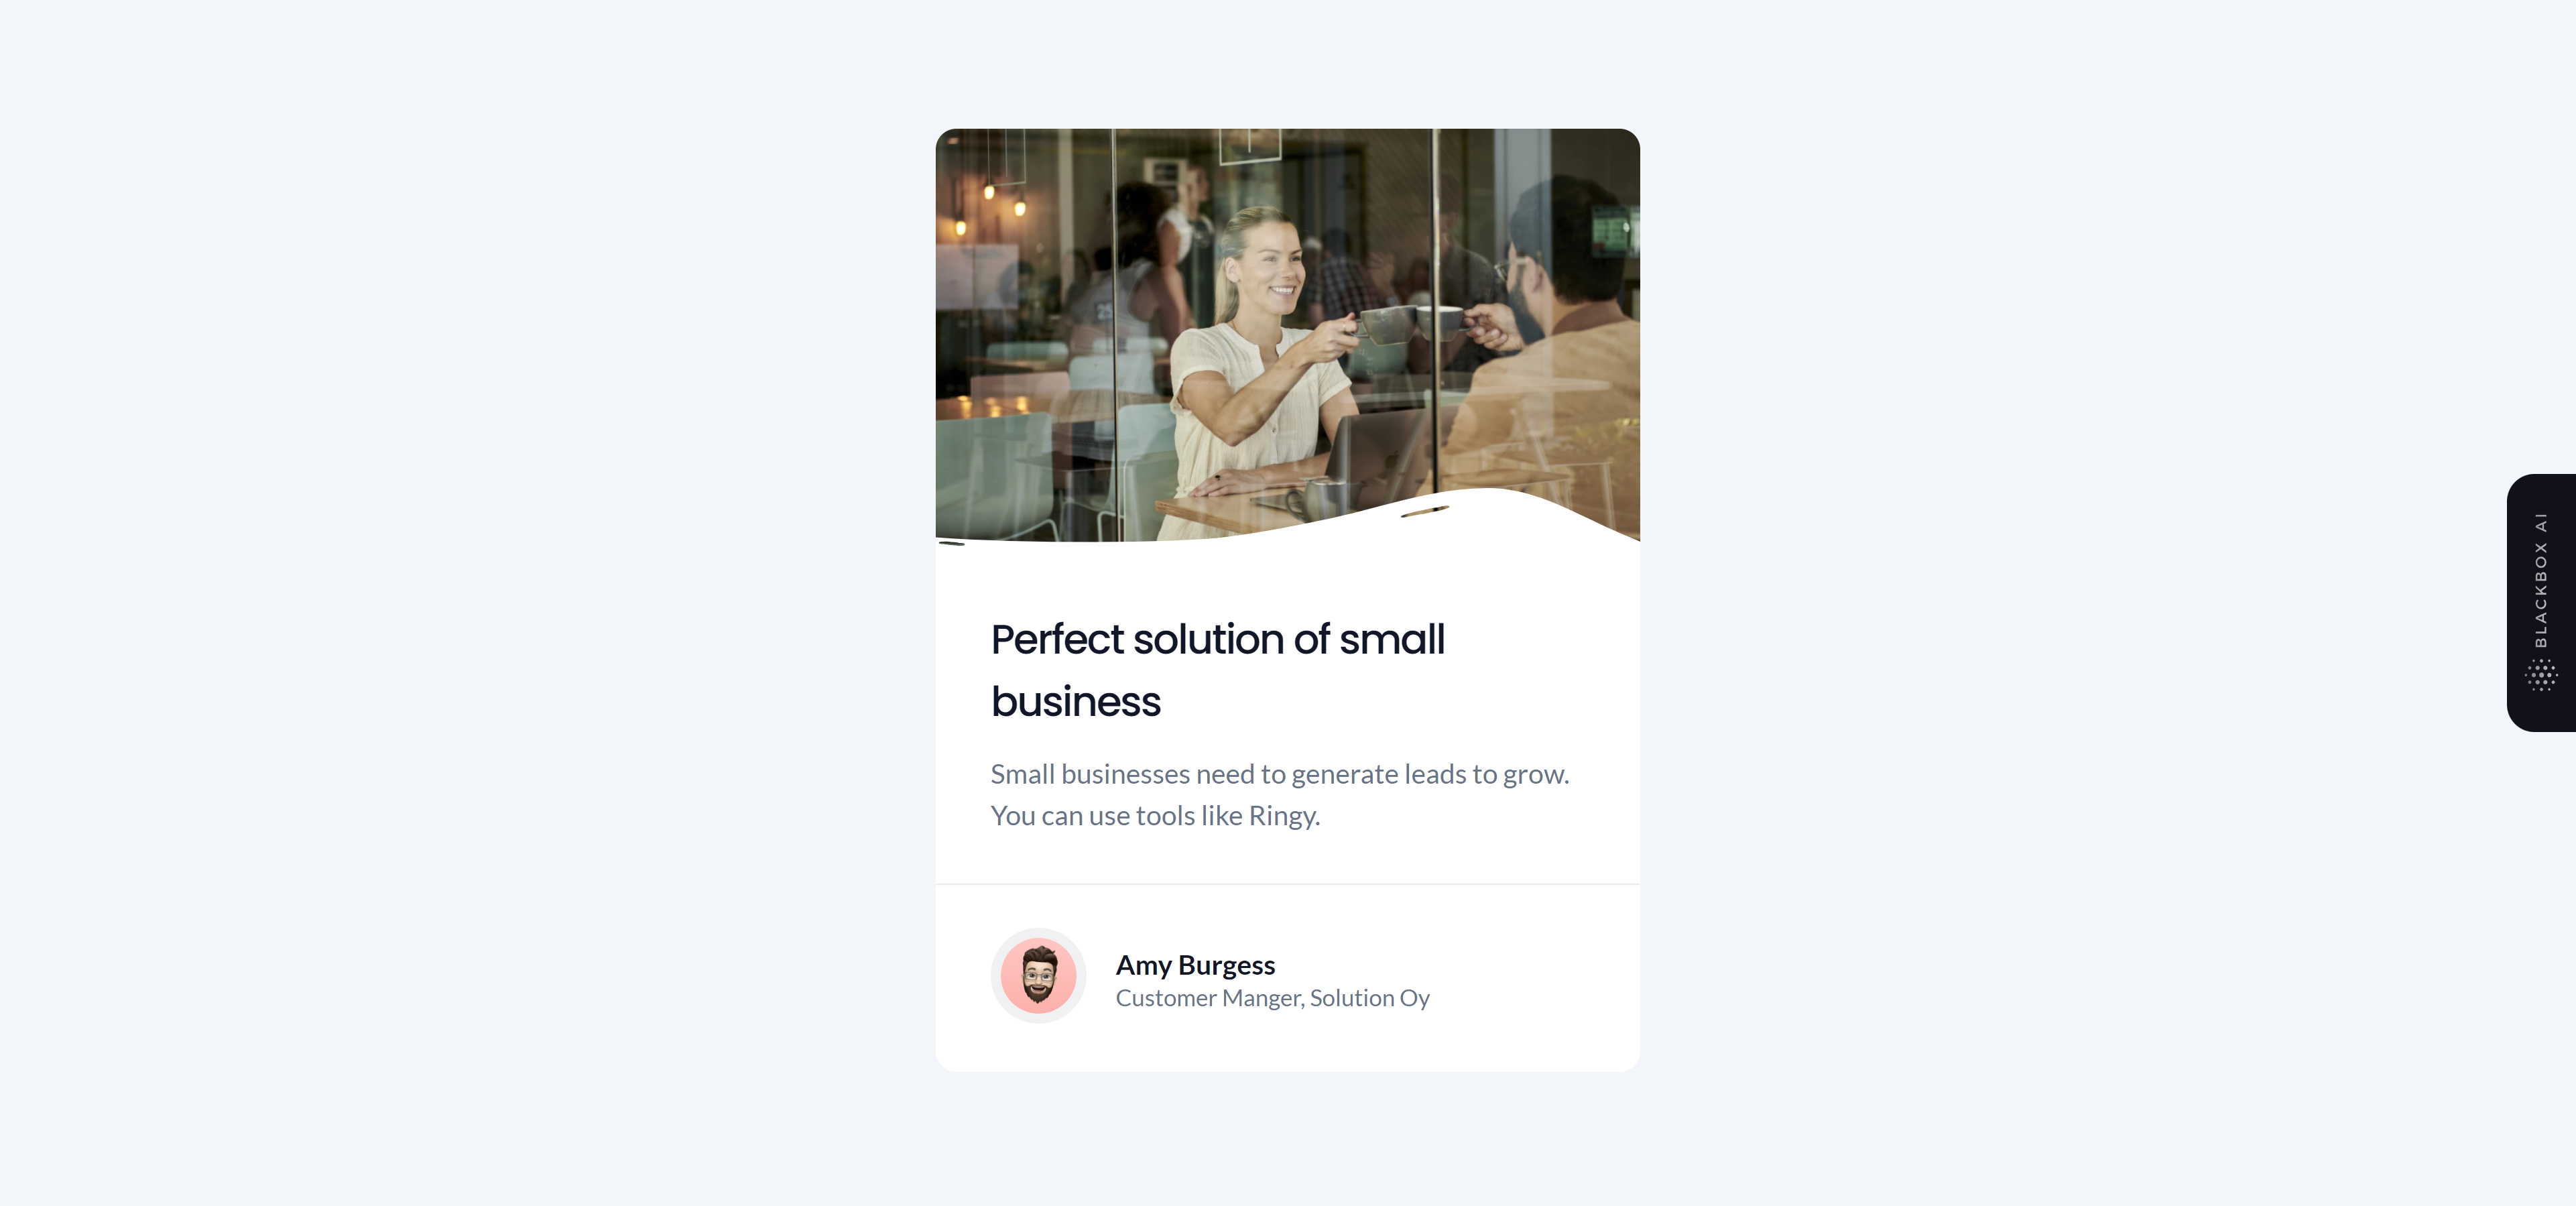 Perfect solution of small
business
Small businesses need to generate leads to grow.
You can use tools like Ringy.
Amy Burgess
Customer Manger, Solution Oy
BLACKBOX AI